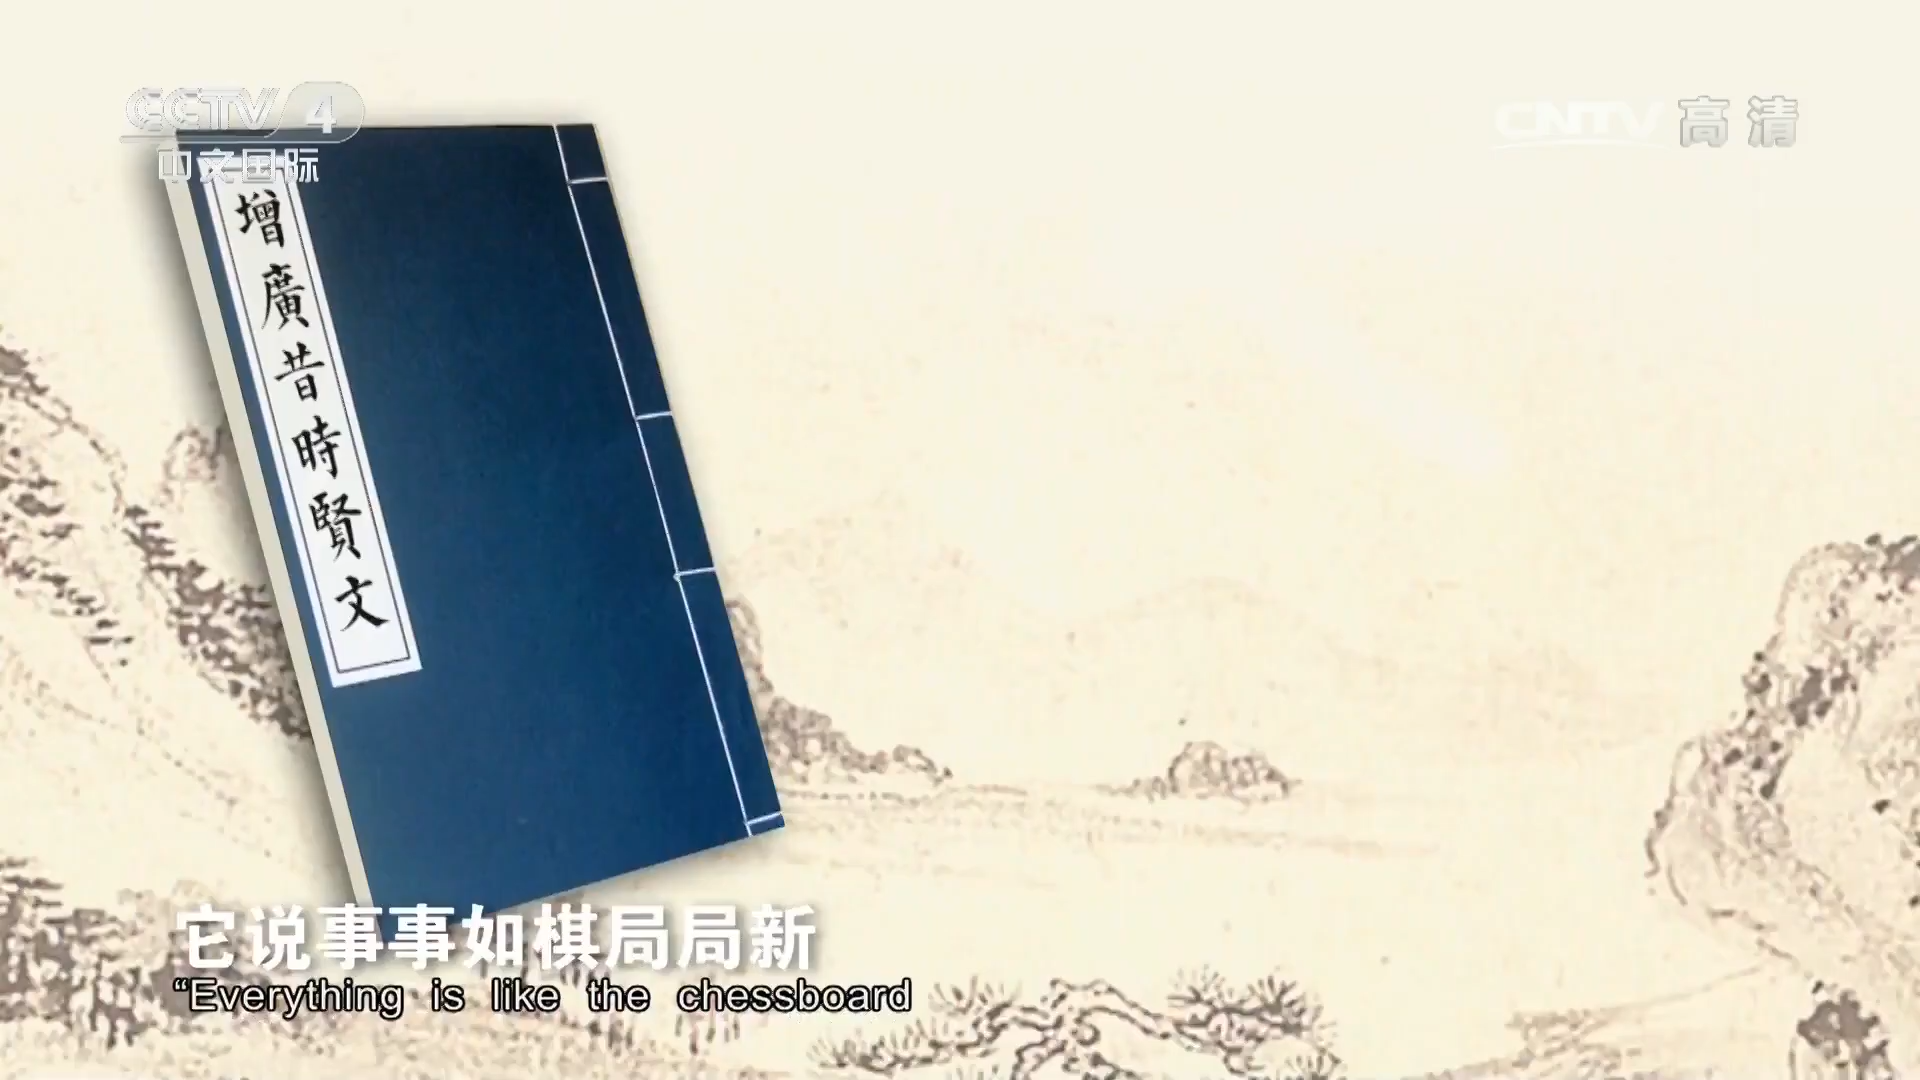 CCTV 4
中文国际
CNTV 高清
增廣昔時賢文
它说事事如棋局局新
“Everything is like the chessboard